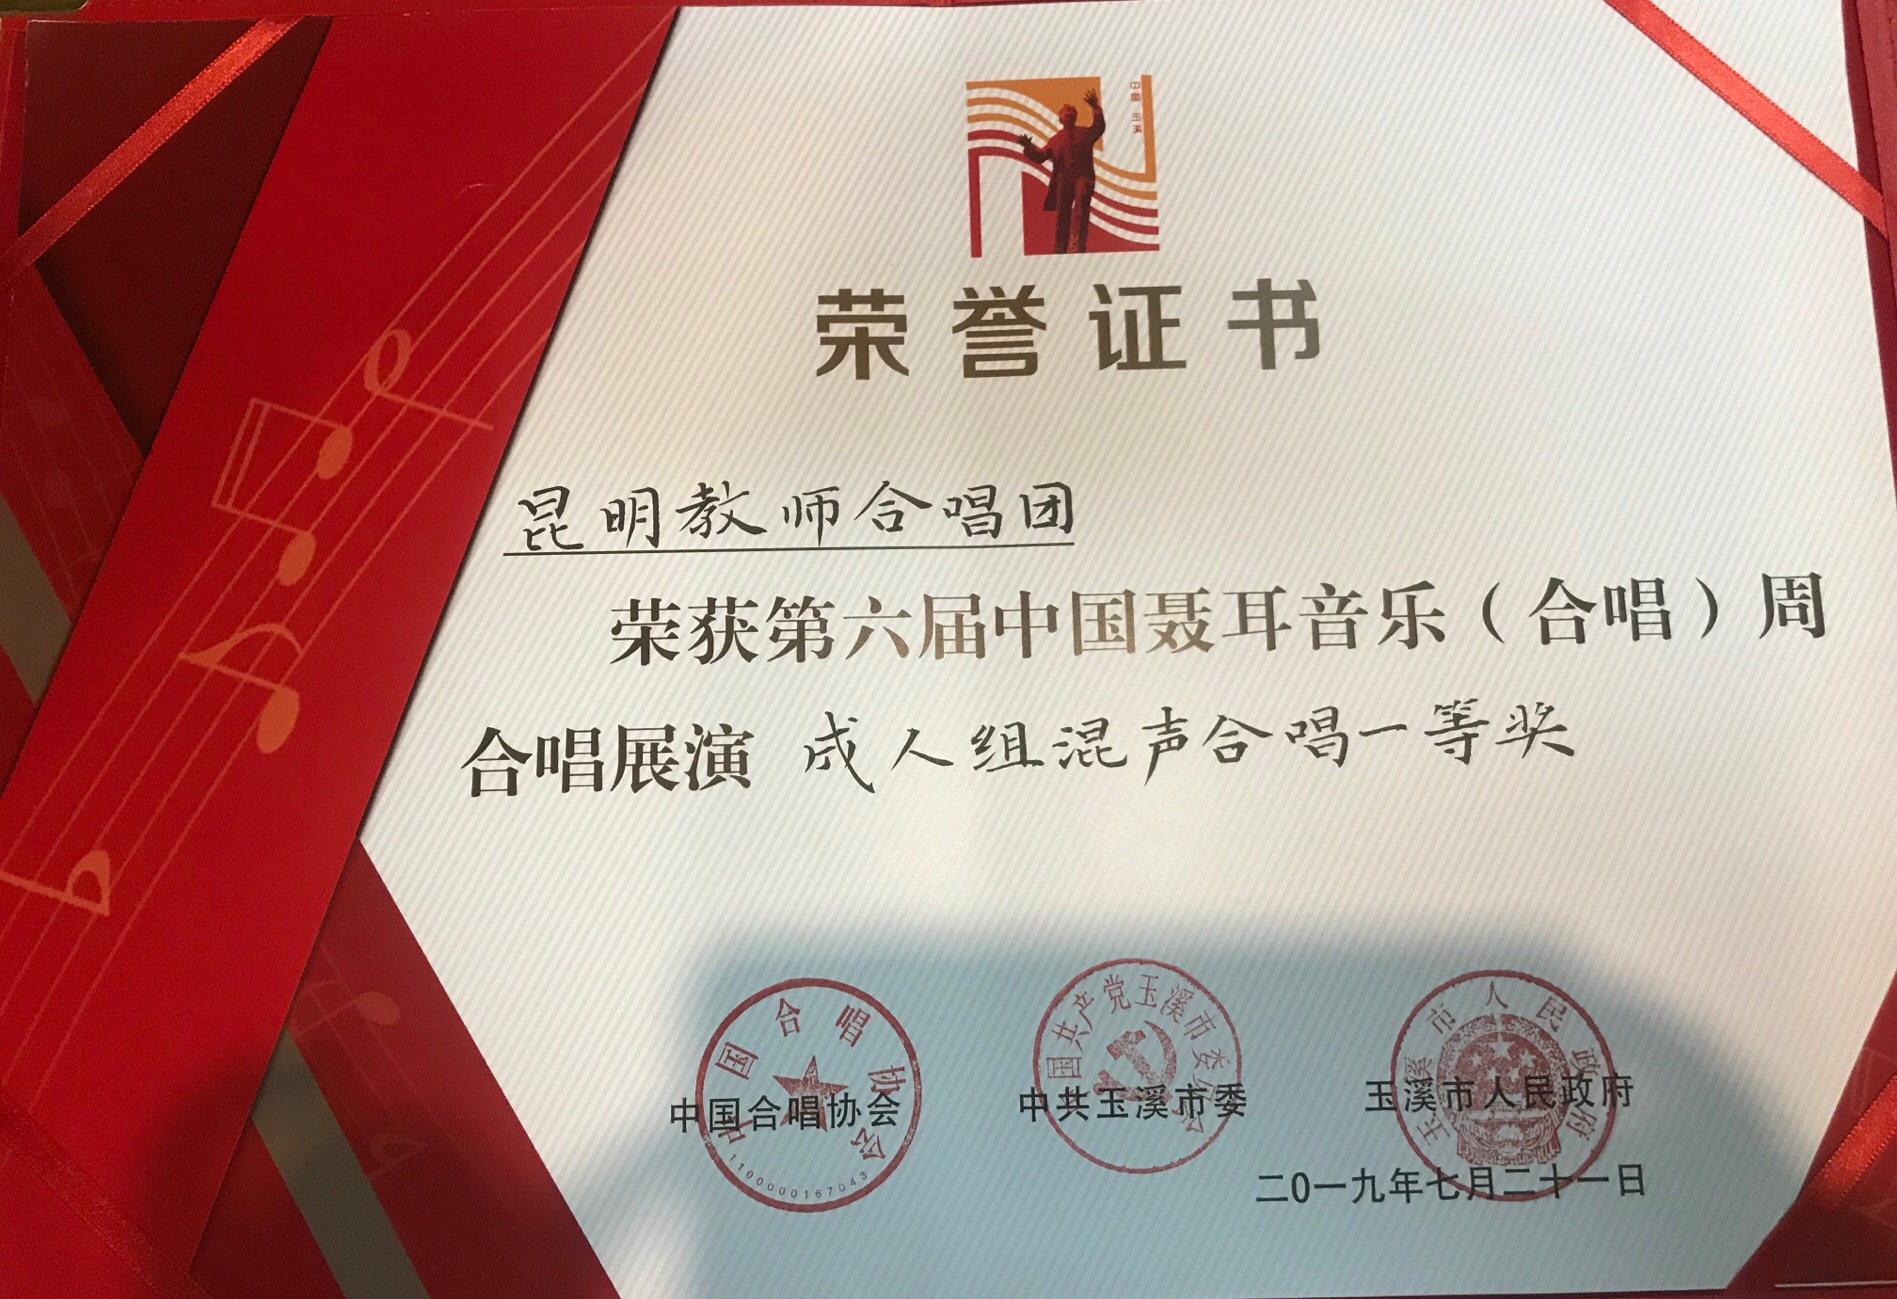 中国·玉溪
荣誉证书
昆明教师合唱团
荣获第六届中国聂耳音乐（合唱）周
合唱展演 成人组混声合唱一等奖
中国合唱协会
1100000167043
中国合唱协会
中国共产党玉溪市委员会
中共玉溪市委
玉溪市人民政府
玉溪市人民政府
二0一九年七月二十一日